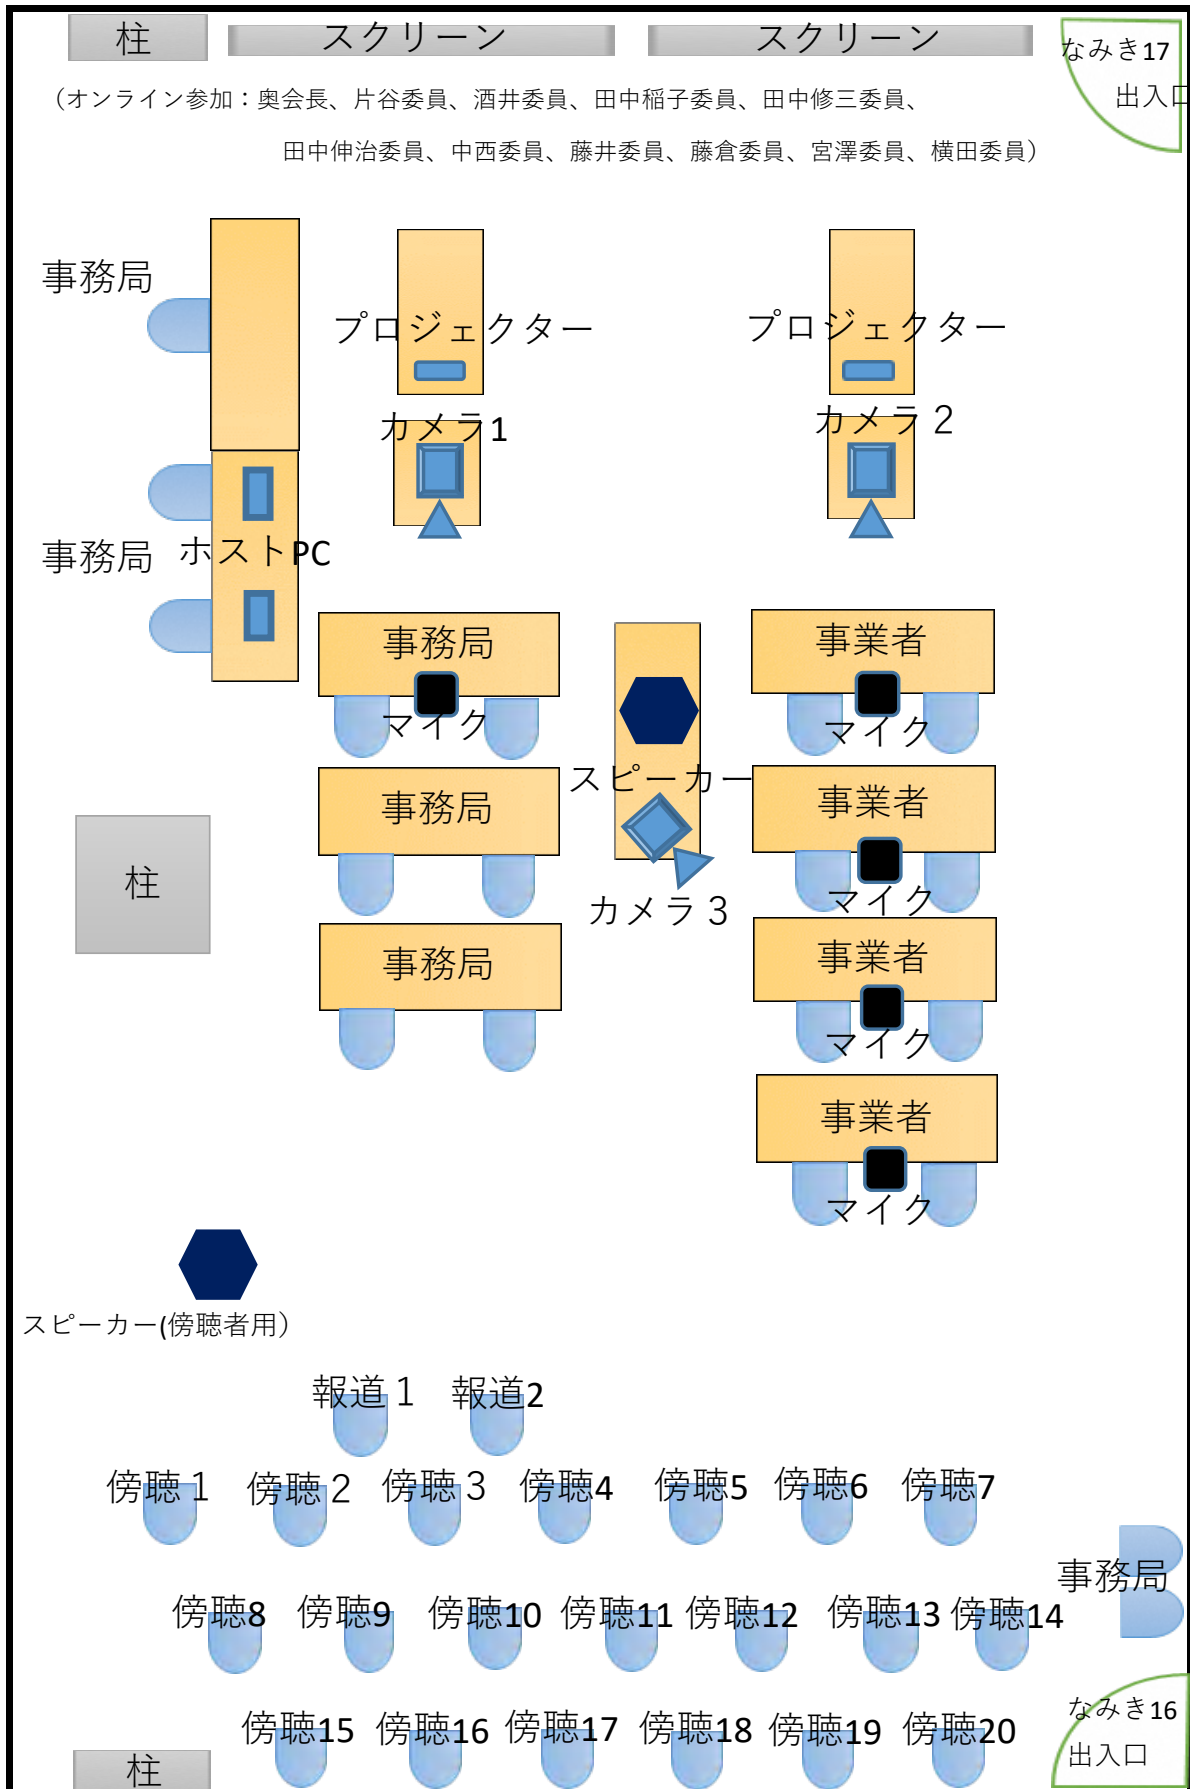 柱
スクリーン
スクリーン
なみき17
出入口
（オンライン参加：奥会長、片谷委員、酒井委員、田中稲子委員、田中修三委員、
田中伸治委員、中西委員、藤井委員、藤倉委員、宮澤委員、横田委員）
事務局
プロジェクター
プロジェクター
カメラ1
カメラ２
事務局
ホストPC
事務局
マイク
事業者
マイク
スピーカー
事務局
事業者
マイク
柱
カメラ３
事務局
事業者
マイク
事業者
マイク
スピーカー(傍聴者用）
報道１
報道2
傍聴１
傍聴２
傍聴３
傍聴4
傍聴5
傍聴6
傍聴7
事務局
傍聴8
傍聴9
傍聴10
傍聴11
傍聴12
傍聴13
傍聴14
なみき16
出入口
傍聴15
傍聴16
傍聴17
傍聴18
傍聴19
傍聴20
柱